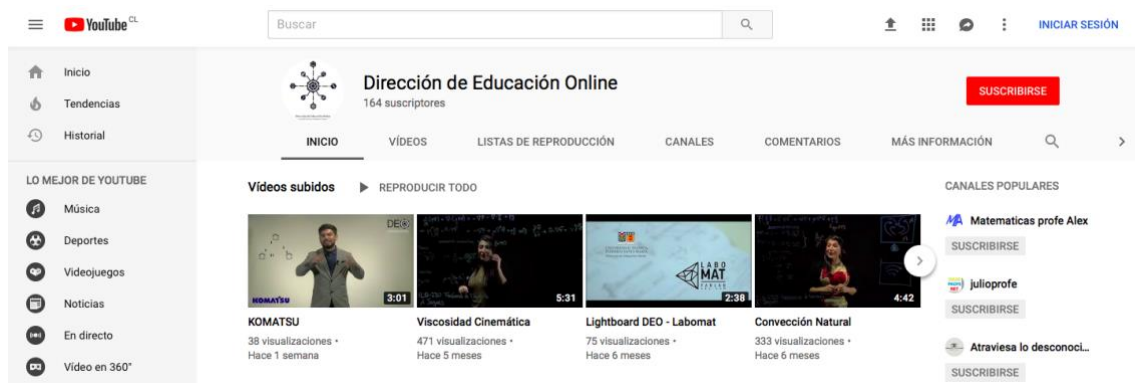 YouTube CL
Buscar
INICIAR SESIÓN
Inicio
Tendencias
Historial
LO MEJOR DE YOUTUBE
Música
Deportes
Videojuegos
Noticias
En directo
Vídeo en 360°
Dirección de Educación Online
164 suscriptores
SUSCRIBIRSE
INICIO
VÍDEOS
LISTAS DE REPRODUCCIÓN
CANALES
COMENTARIOS
MÁS INFORMACIÓN
Vídeos subidos
REPRODUCIR TODO
DEO
KOMATSU
3:01
KOMATSU
38 visualizaciones •
Hace 1 semana
5:31
Viscosidad Cinemática
471 visualizaciones •
Hace 5 meses
LABO
MAT
2:38
Lightboard DEO - Labomat
75 visualizaciones •
Hace 6 meses
4:42
Convección Natural
333 visualizaciones •
Hace 6 meses
CANALES POPULARES
Matematicas profe Alex
SUSCRIBIRSE
julioprofe
SUSCRIBIRSE
Atraviesa lo desconoci...
SUSCRIBIRSE